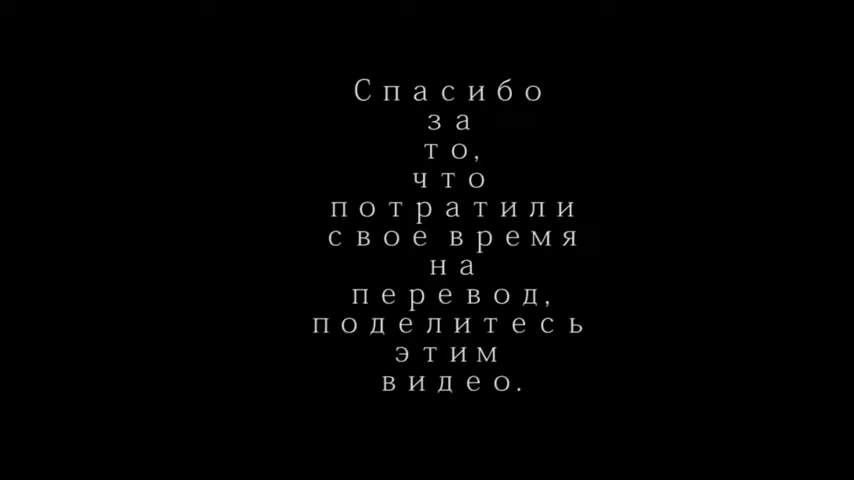 Спасибо
за
то,
что
потратили
свое время
на
перевод,
поделитесь
этим
видео.